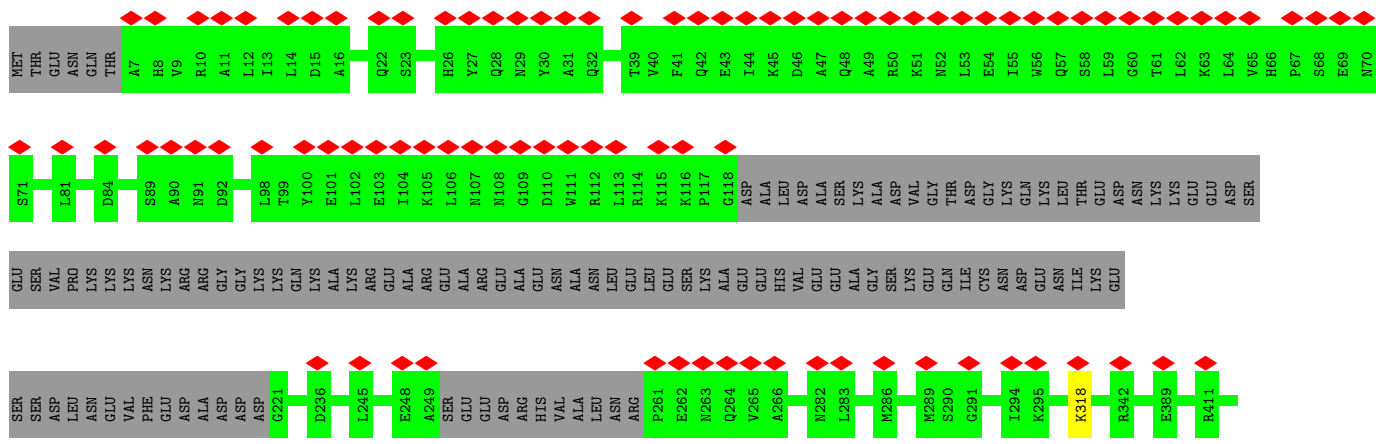 MET THR GLU ASN GLN THR A7 H8 V9 R10 A11 L12 I13 L14 D15 A16 Q22 S23 H26 Y27 Q28 N29 Y30 A31 Q32 T39 V40 F41 Q42 E43 I44 K45 D46 A47 Q48 A49 R50 K51 N52 L53 E54 I55 W56 Q57 S58 L59 G60 T61 L62 K63 L64 V65 H66 P67 S68 E69 N70
S71 L81 D84 S89 A90 N91 D92 L98 T99 Y100 E101 L102 E103 I104 K105 L106 N107 N108 G109 D110 W111 R112 L113 R114 K115 K116 P117 G118 ASP ALA LEU ASP ALA SER LYS ALA ASP VAL GLY THR ASP GLY LYS GLN LYS LEU THR GLU ASP ASN LYS LYS GLU GLU ASP SER
GLU SER VAL PRO LYS LYS LYS ASN LYS ARG ARG GLY GLY LYS LYS GLN LYS ALA LYS ARG GLU ALA ARG GLU ALA ARG GLU ALA GLU ASN ALA ASN LEU GLU LEU GLU SER LYS ALA GLU GLU HIS VAL GLU GLU ALA GLY SER LYS GLU GLN ILE CYS ASN ASP GLU ASN ILE LYS GLU
SER SER ASP LEU ASN GLU VAL PHE GLU ASP ALA ASP ASP ASP G221 D236 L245 E248 A249 SER GLU GLU ASP ARG HIS VAL ALA LEU ASN ARG P261 E262 N263 Q264 V265 A266 N282 L283 M286 M289 S290 G291 I294 K295 K318 R342 E389 R411